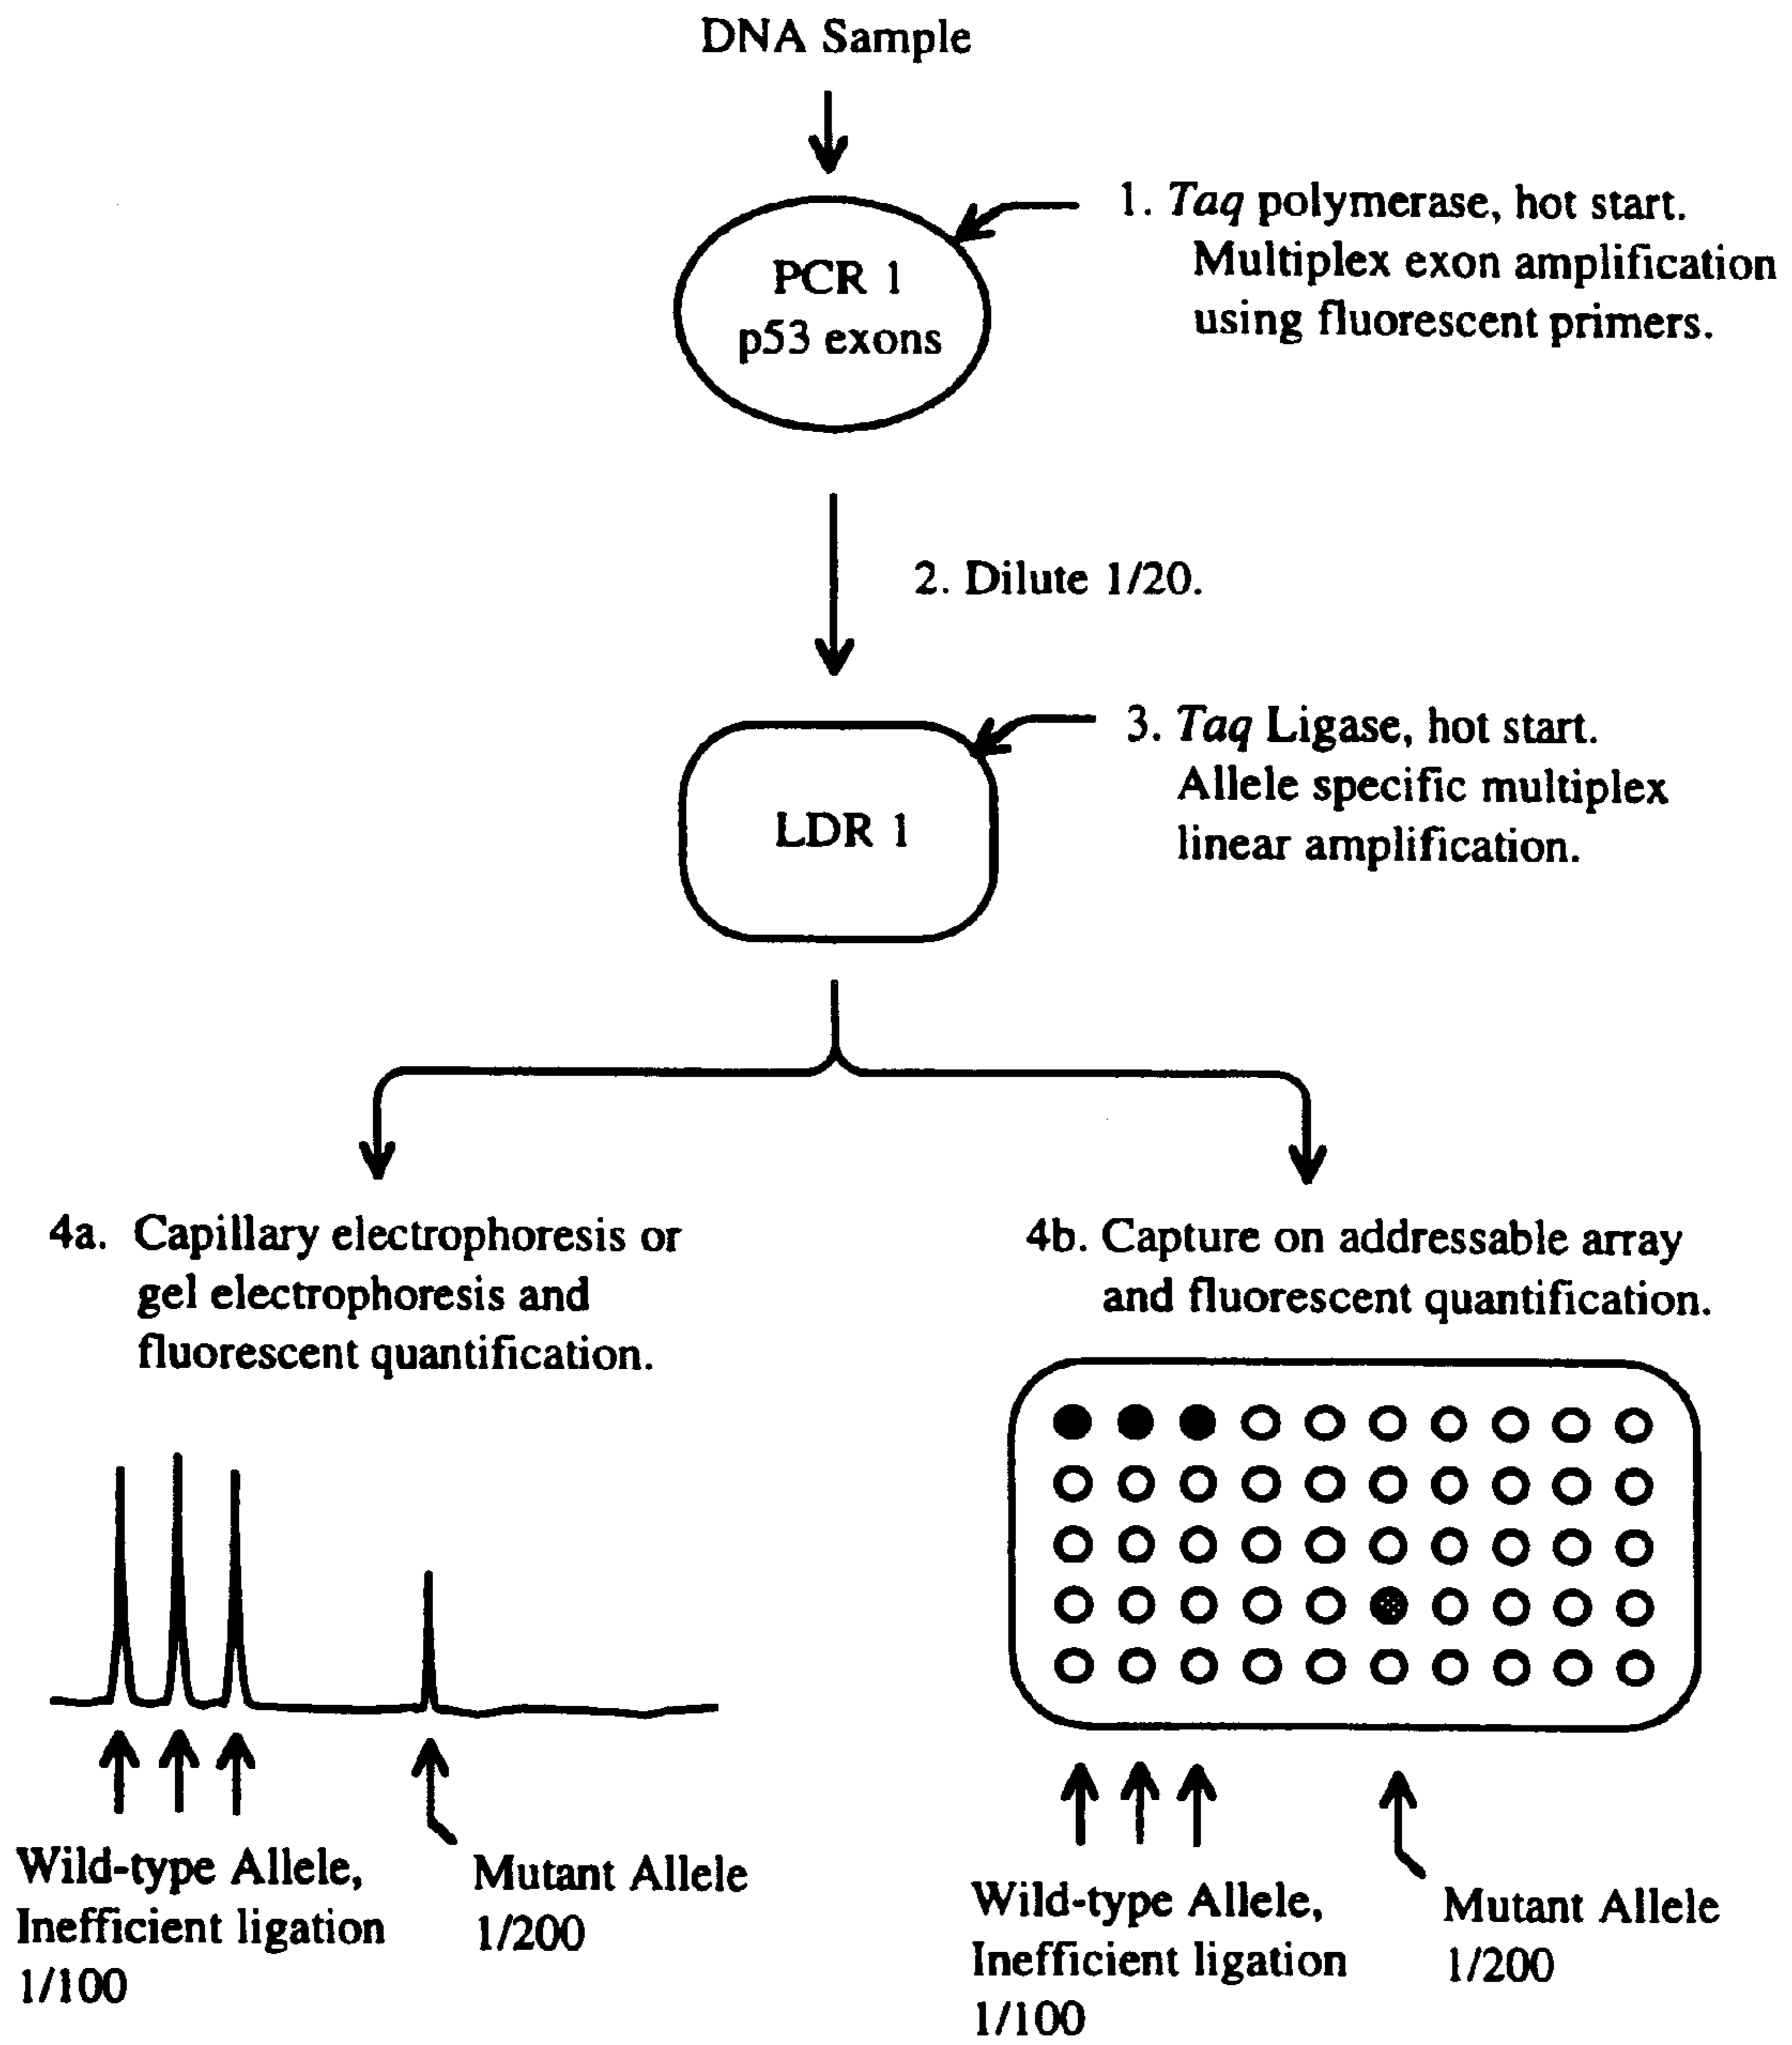 DNA Sample
1. Taq polymerase, hot start.
Multiplex exon amplification
using fluorescent primers.
PCR 1
p53 exons
2. Dilute 1/20.
3. Taq Ligase, hot start.
Allele specific multiplex
linear amplification.
LDR 1
4a. Capillary electrophoresis or
gel electrophoresis and
fluorescent quantification.
4b. Capture on addressable array
and fluorescent quantification.
Wild-type Allele,
Inefficient ligation
1/100
Mutant Allele
1/200
Wild-type Allele,
Inefficient ligation
1/100
Mutant Allele
1/200